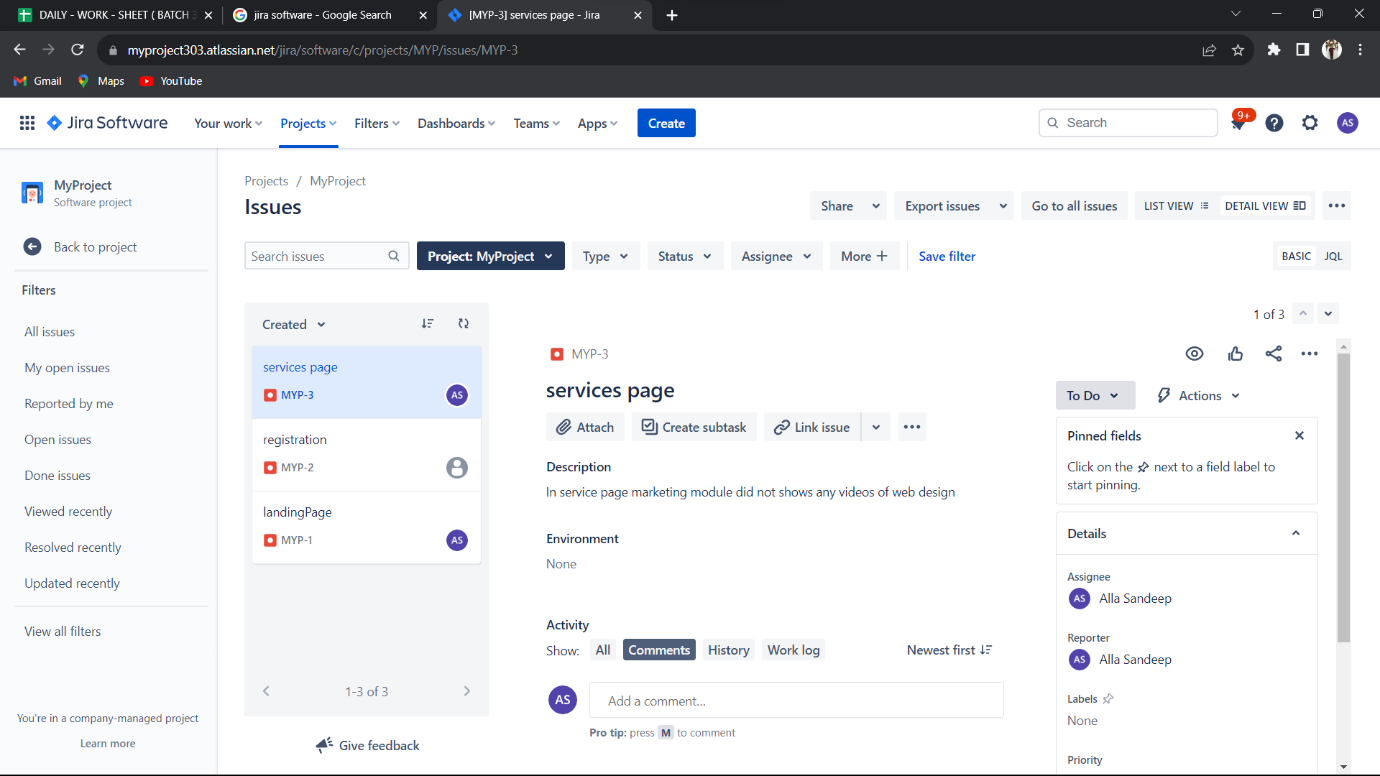 DAILY - WORK - SHEET ( BATCH 3
jira software - Google Search
[MYP-3] services page - Jira
myproject303.atlassian.net/jira/software/c/projects/MYP/issues/MYP-3
Gmail
Maps
YouTube
Jira Software
Your work
Projects
Filters
Dashboards
Teams
Apps
Create
Search
9+
AS
MyProject
Software project
Back to project
Filters
All issues
My open issues
Reported by me
Open issues
Done issues
Viewed recently
Resolved recently
Updated recently
View all filters
You're in a company-managed project
Learn more
Projects / MyProject
Issues
Share
Export issues
Go to all issues
LIST VIEW
DETAIL VIEW
Search issues
Project: MyProject
Type
Status
Assignee
More +
Save filter
BASIC
JQL
Created
services page
MYP-3
AS
registration
MYP-2
landingPage
MYP-1
AS
1-3 of 3
Give feedback
1 of 3
MYP-3
services page
Attach
Create subtask
Link issue
Description
In service page marketing module did not shows any videos of web design
Environment
None
Activity
Show:
All
Comments
History
Work log
Newest first
AS
Add a comment...
Pro tip: press M to comment
To Do
Actions
Pinned fields
Click on the next to a field label to
start pinning.
Details
Assignee
AS
Alla Sandeep
Reporter
AS
Alla Sandeep
Labels
None
Priority